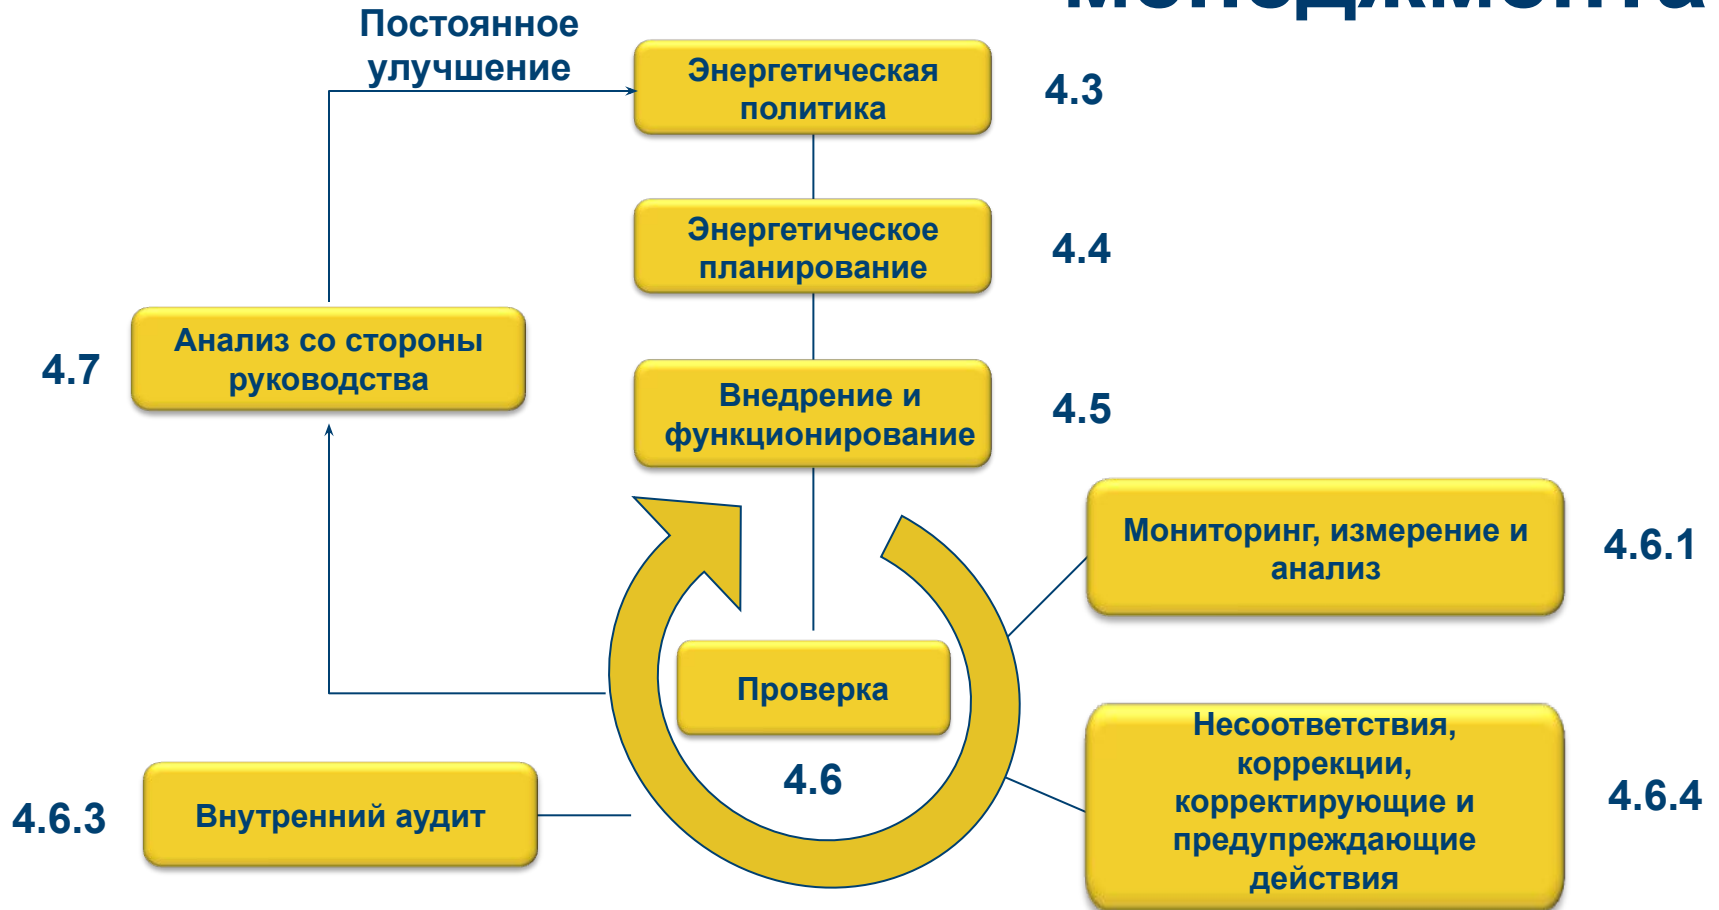 менеджмента
Постоянное
улучшение
Энергетическая
политика
4.3
Энергетическое
планирование
4.4
Анализ со стороны
руководства
4.7
Внедрение и
функционирование
4.5
Мониторинг, измерение и
анализ
4.6.1
Проверка
4.6
Несоответствия,
коррекции,
корректирующие и
предупреждающие
действия
4.6.4
4.6.3
Внутренний аудит